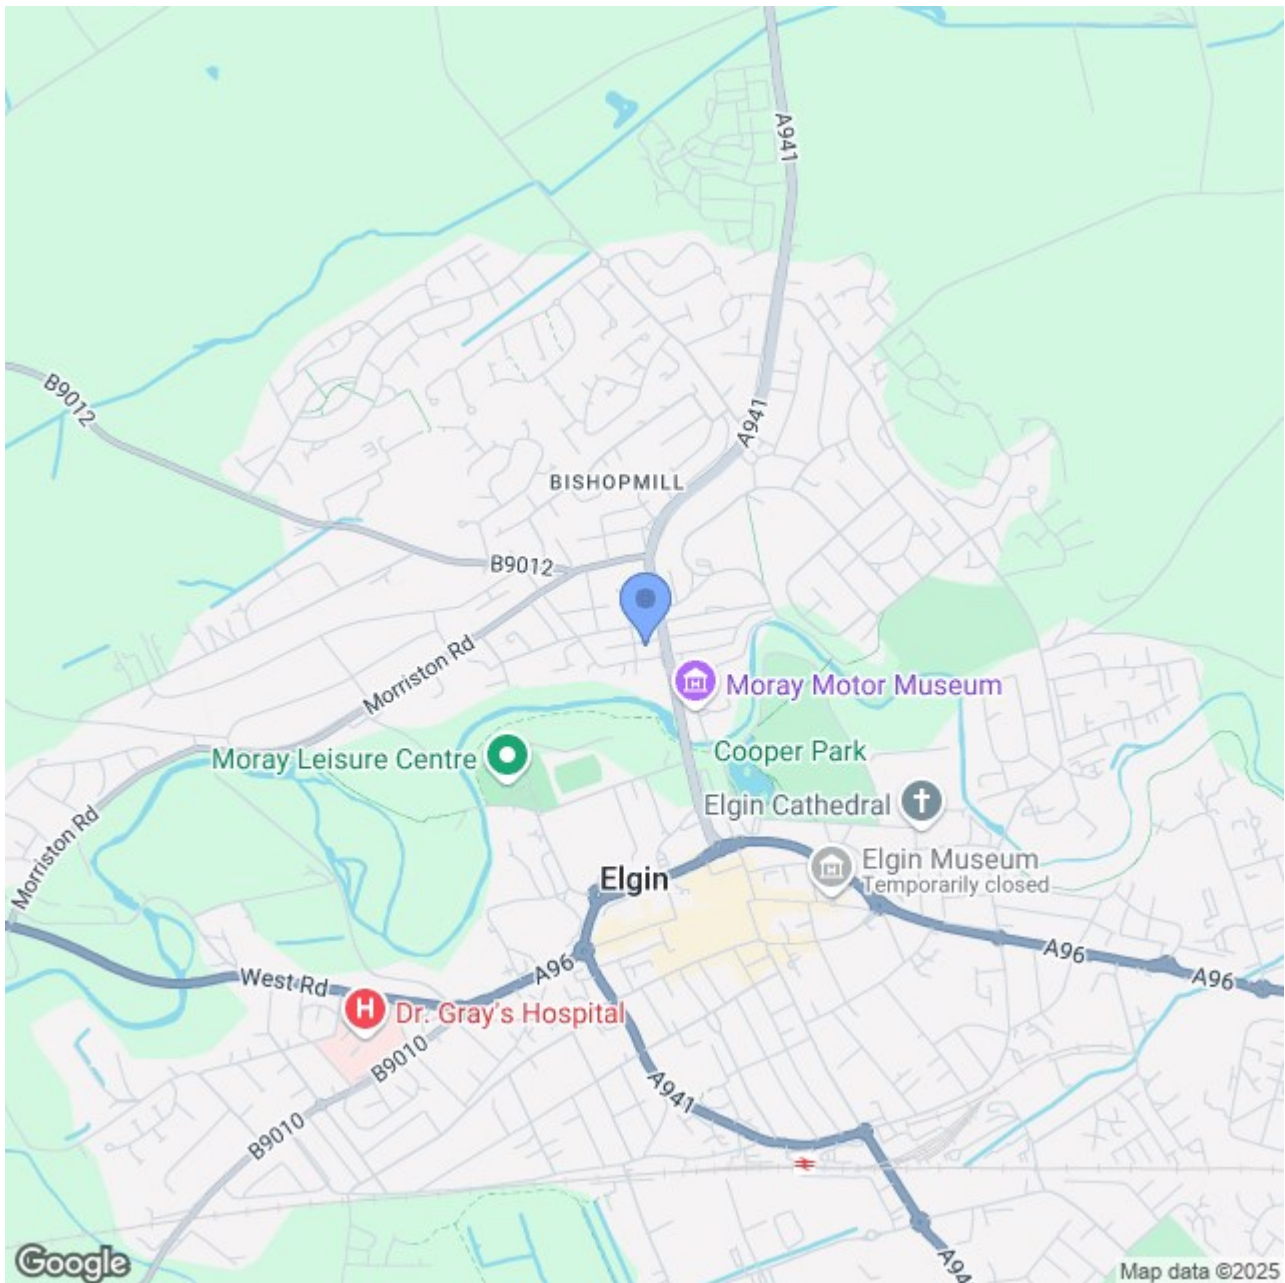 A941
B9012
A941
BISHOPMILL
B9012
Morriston Rd
Moray Motor Museum
Moray Leisure Centre
Cooper Park
Elgin Cathedral
Morriston Rd
Elgin
Elgin Museum
Temporarily closed
A96
A96
A96
West Rd
H
Dr. Gray's Hospital
B9010
A941
B9010
A94
Google
Map data ©2025